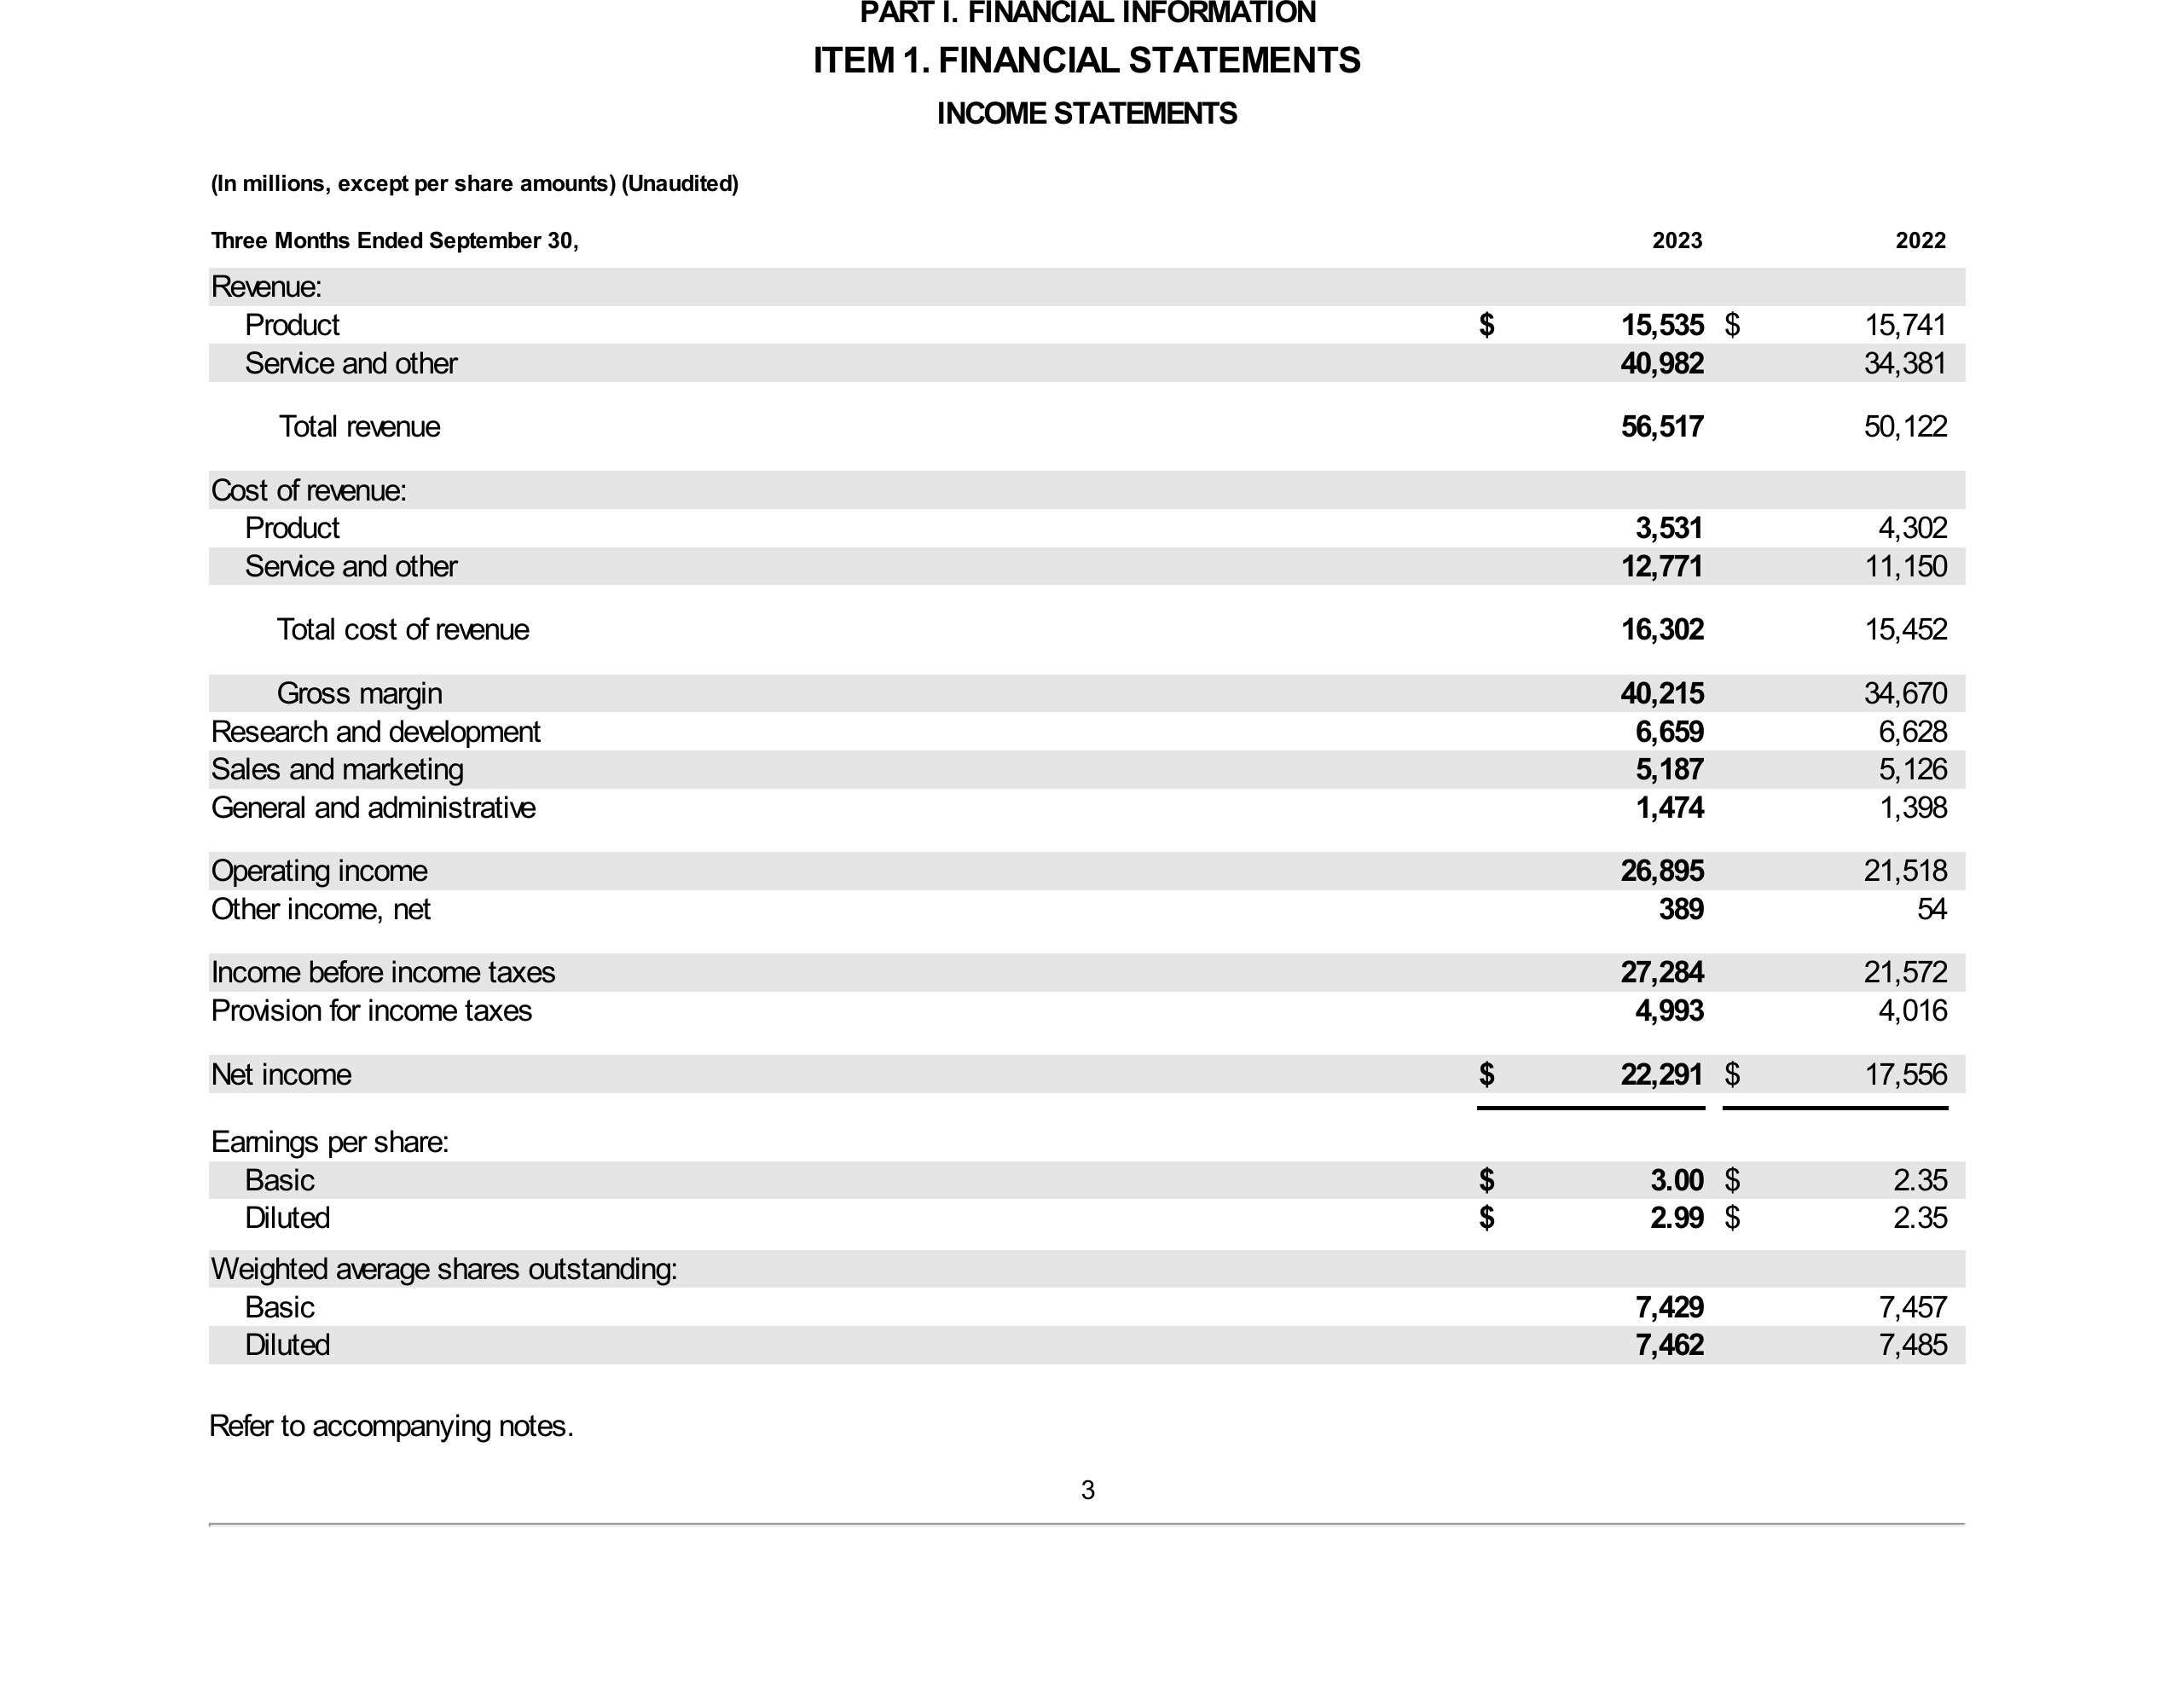 PART I. FINANCIAL INFORMATION
ITEM 1. FINANCIAL STATEMENTS
INCOME STATEMENTS
(In millions, except per share amounts) (Unaudited)
Three Months Ended September 30, 2023 2022
Revenue:
Product $ 15,535 $ 15,741
Service and other 40,982 34,381
Total revenue 56,517 50,122
Cost of revenue:
Product 3,531 4,302
Service and other 12,771 11,150
Total cost of revenue 16,302 15,452
Gross margin 40,215 34,670
Research and development 6,659 6,628
Sales and marketing 5,187 5,126
General and administrative 1,474 1,398
Operating income 26,895 21,518
Other income, net 389 54
Income before income taxes 27,284 21,572
Provision for income taxes 4,993 4,016
Net income $ 22,291 $ 17,556
Earnings per share:
Basic $ 3.00 $ 2.35
Diluted $ 2.99 $ 2.35
Weighted average shares outstanding:
Basic 7,429 7,457
Diluted 7,462 7,485
Refer to accompanying notes.
3